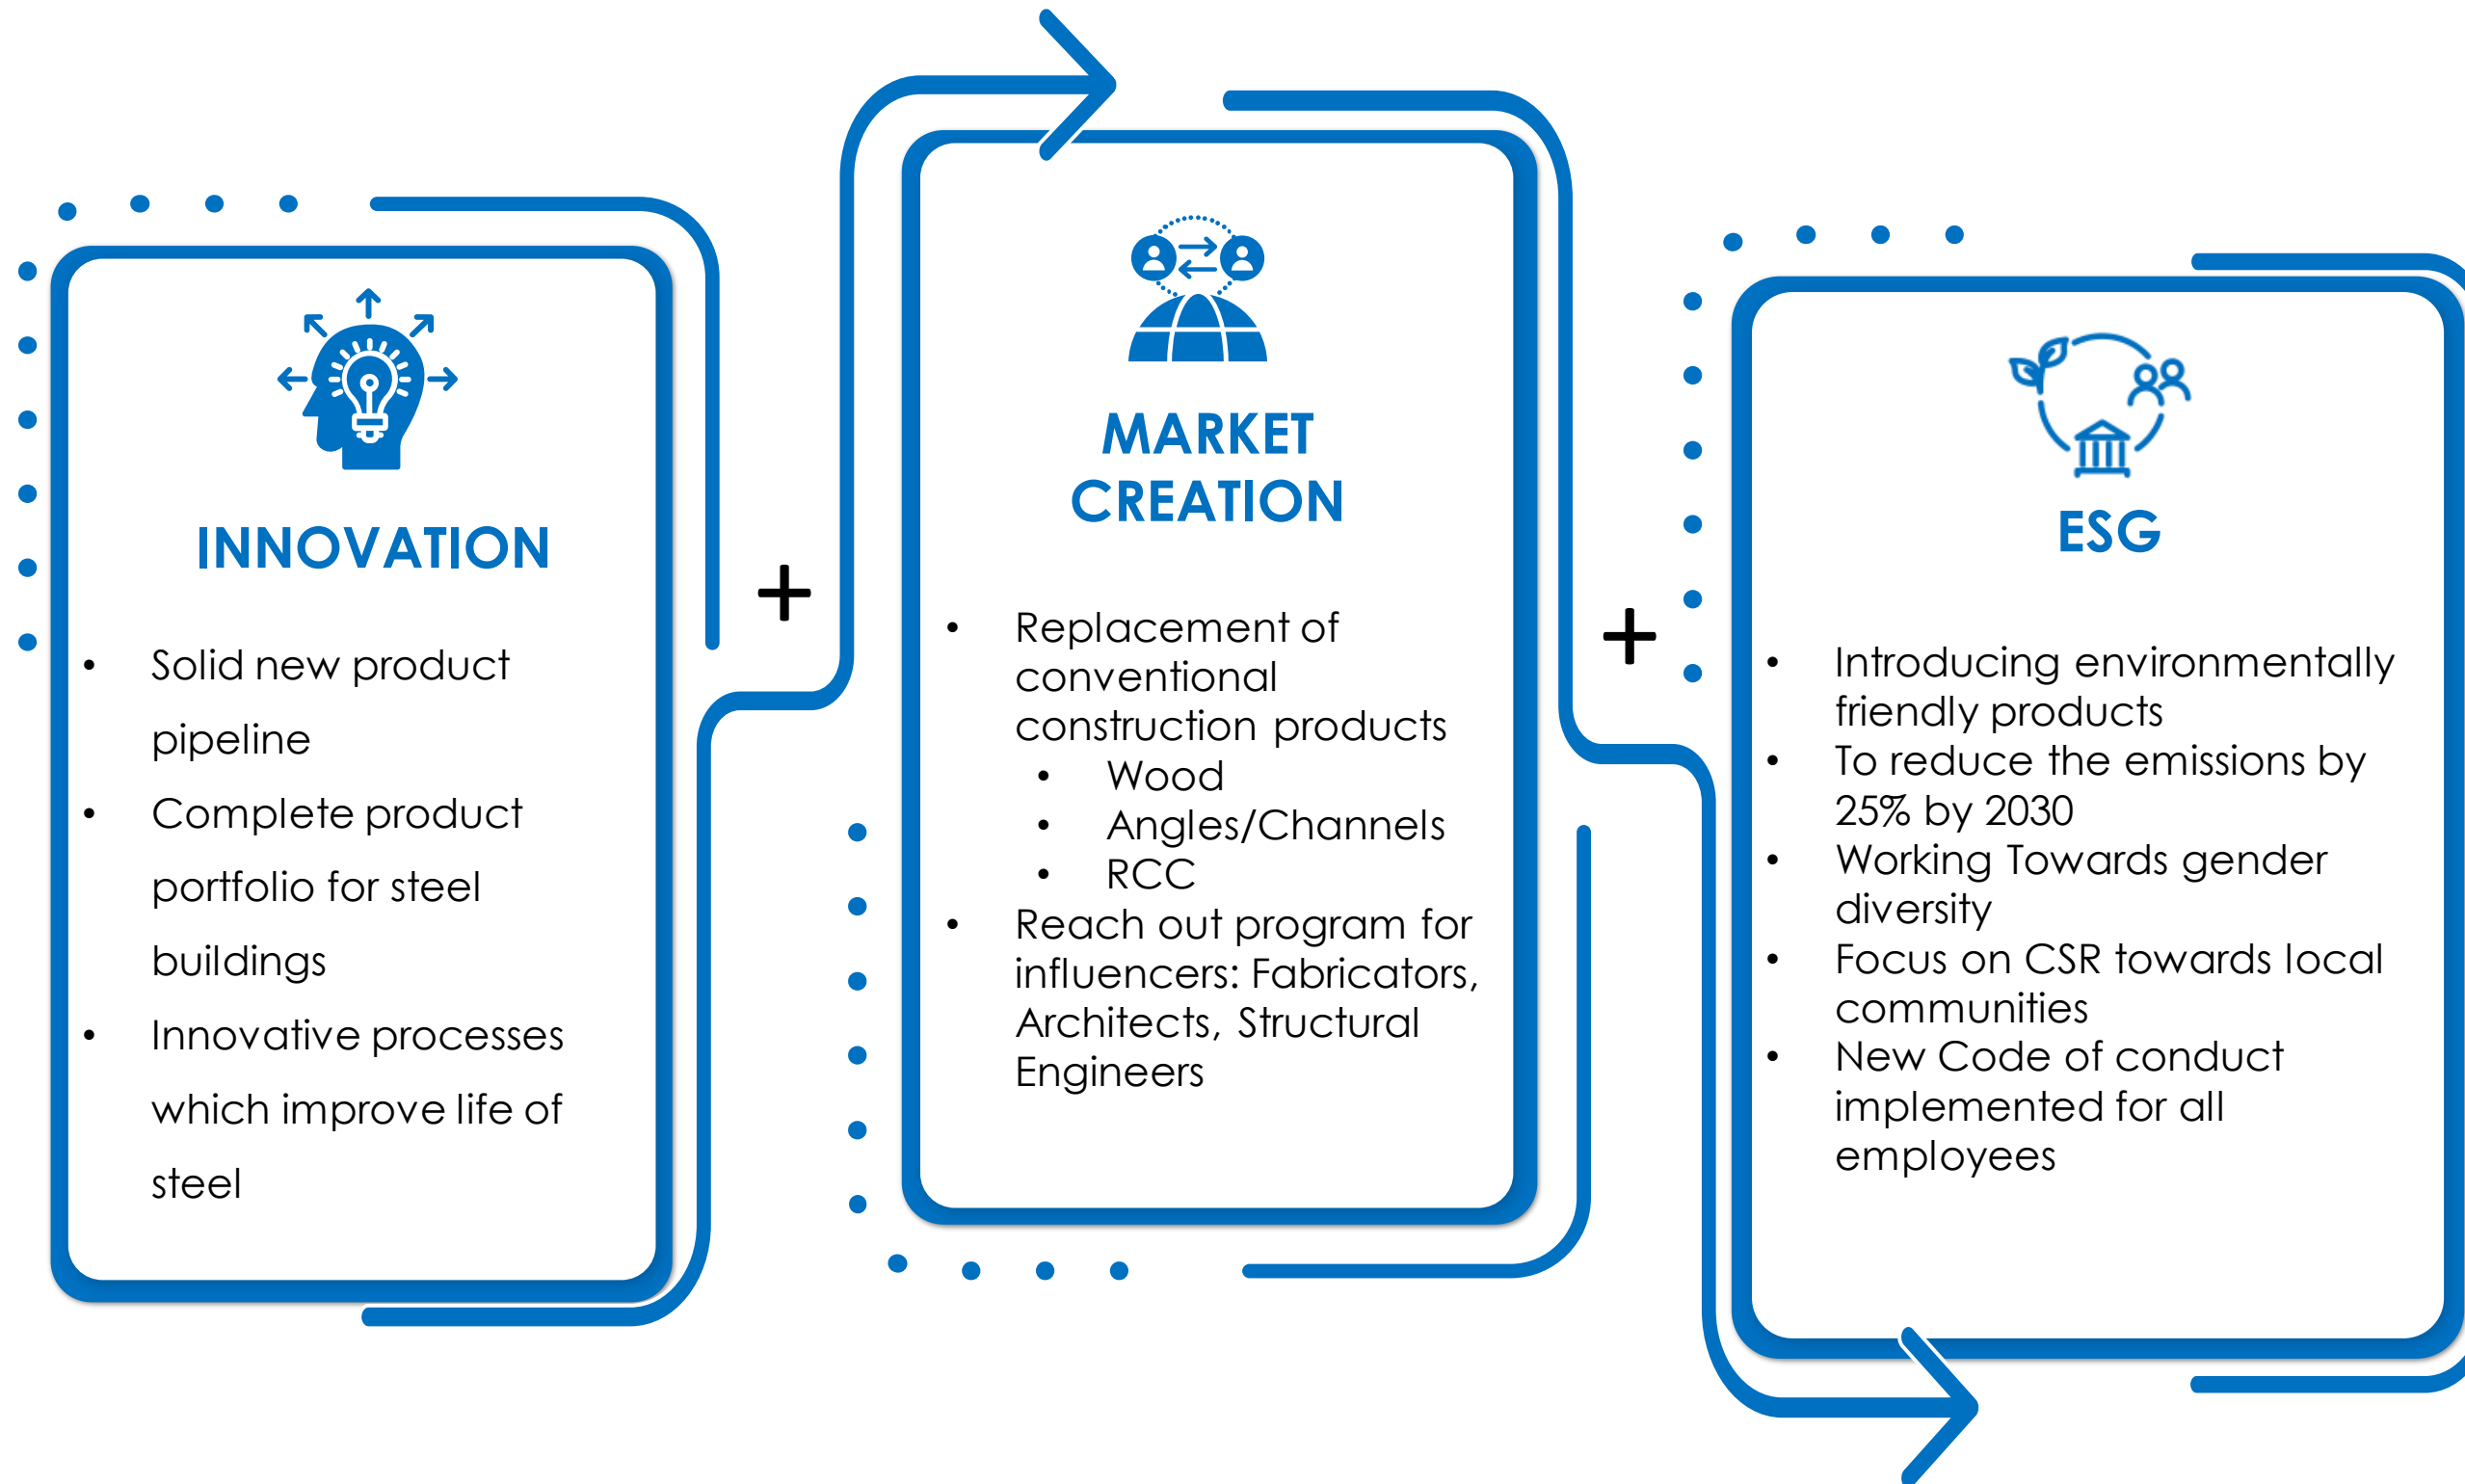 INNOVATION
• Solid new product
pipeline
• Complete product
portfolio for steel
buildings
• Innovative processes
which improve life of
steel
+
MARKET
CREATION
• Replacement of
conventional
construction products
• Wood
• Angles/Channels
• RCC
• Reach out program for
influencers: Fabricators,
Architects, Structural
Engineers
+
ESG
• Introducing environmentally
friendly products
• To reduce the emissions by
25% by 2030
• Working Towards gender
diversity
• Focus on CSR towards local
communities
• New Code of conduct
implemented for all
employees